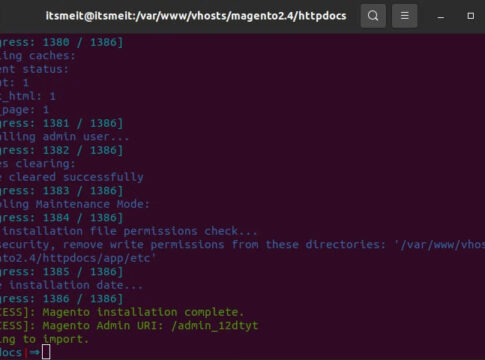 itsmeit@itsmeit:/var/www/vhosts/magento2.4/httpdocs
gress: 1380 / 1386]
ing caches:
ent status:
ut: 1
_html: 1
_page: 1
gress: 1381 / 1386]
alling admin user...
gress: 1382 / 1386]
es clearing:
e cleared successfully
gress: 1383 / 1386]
bling Maintenance Mode:
gress: 1384 / 1386]
installation file permissions check...
security, remove write permissions from these directories: '/var/www/vhos
nto2.4/httpdocs/app/etc'
gress: 1385 / 1386]
e installation date...
gress: 1386 / 1386]
CESS]: Magento installation complete.
CESS]: Magento Admin URI: /admin_12dtyt
ing to import.
docs|⇒